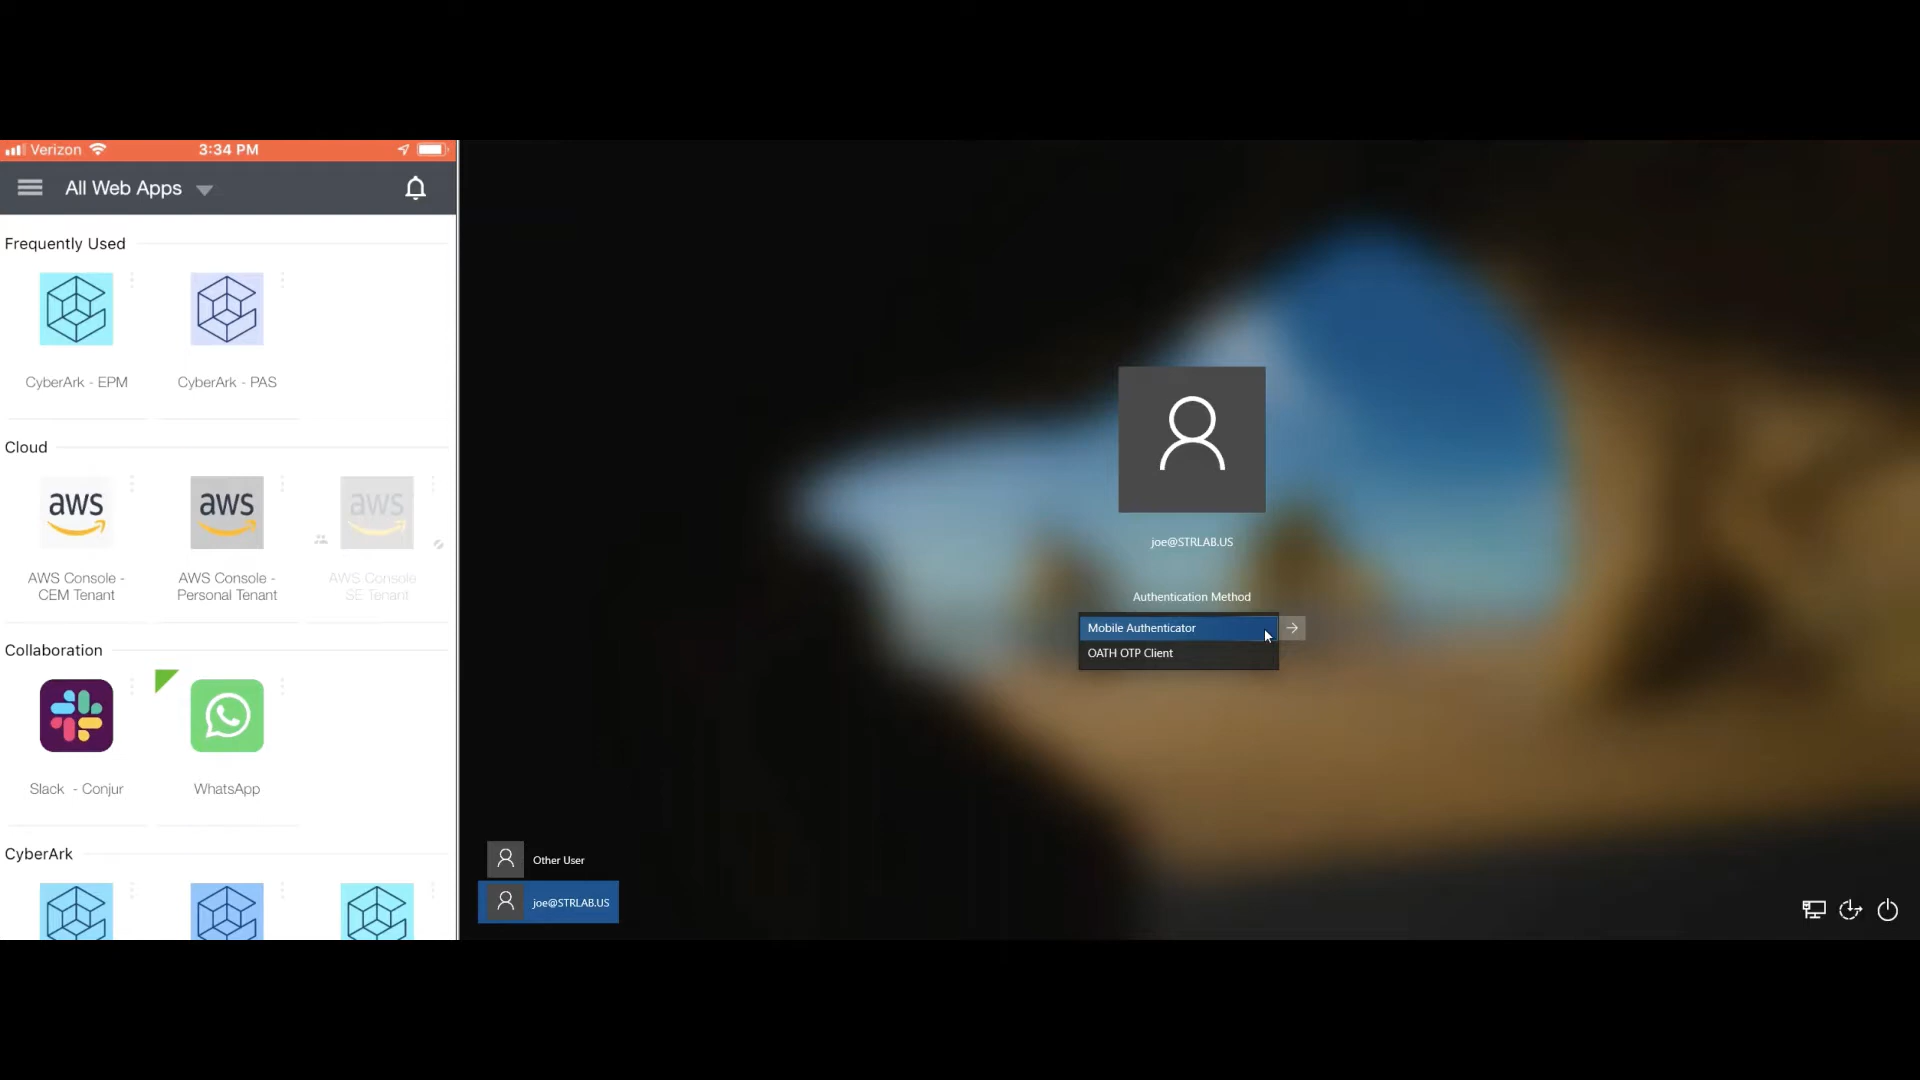 Verizon
3:34 PM
All Web Apps
Frequently Used
CyberArk - EPM
CyberArk - PAS
Cloud
aws
aws
aws
AWS Console -
CEM Tenant
AWS Console -
Personal Tenant
AWS Console
SE Tenant
Collaboration
Slack - Conjur
WhatsApp
CyberArk
joe@STRLAB.US
Authentication Method
Mobile Authenticator
OATH OTP Client
Other User
joe@STRLAB.US